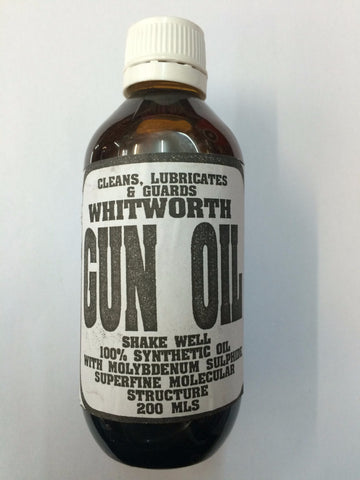 CLEANS, LUBRICATES
& GUARDS
WHITWORTH
GUN OIL
SHAKE WELL
100% SYNTHETIC OIL
WITH MOLYBDENUM SULPHIDE
SUPERFINE MOLECULAR
STRUCTURE
200 MLS